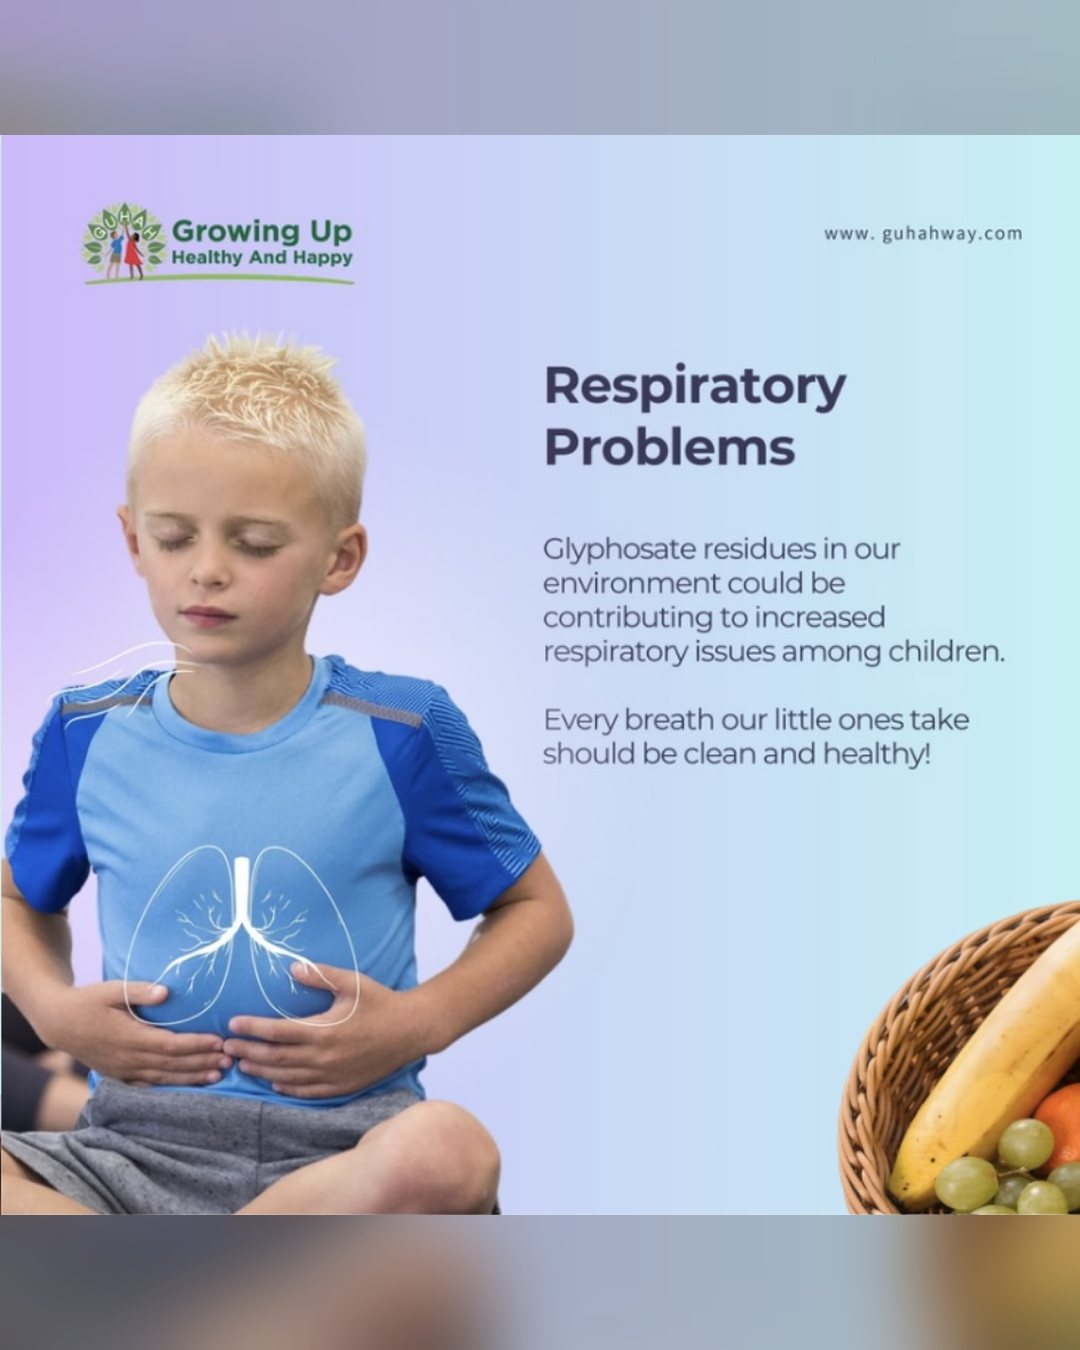 GUHAH
Growing Up
Healthy And Happy
www. guhahway.com
Respiratory
Problems
Glyphosate residues in our
environment could be
contributing to increased
respiratory issues among children.
Every breath our little ones take
should be clean and healthy!